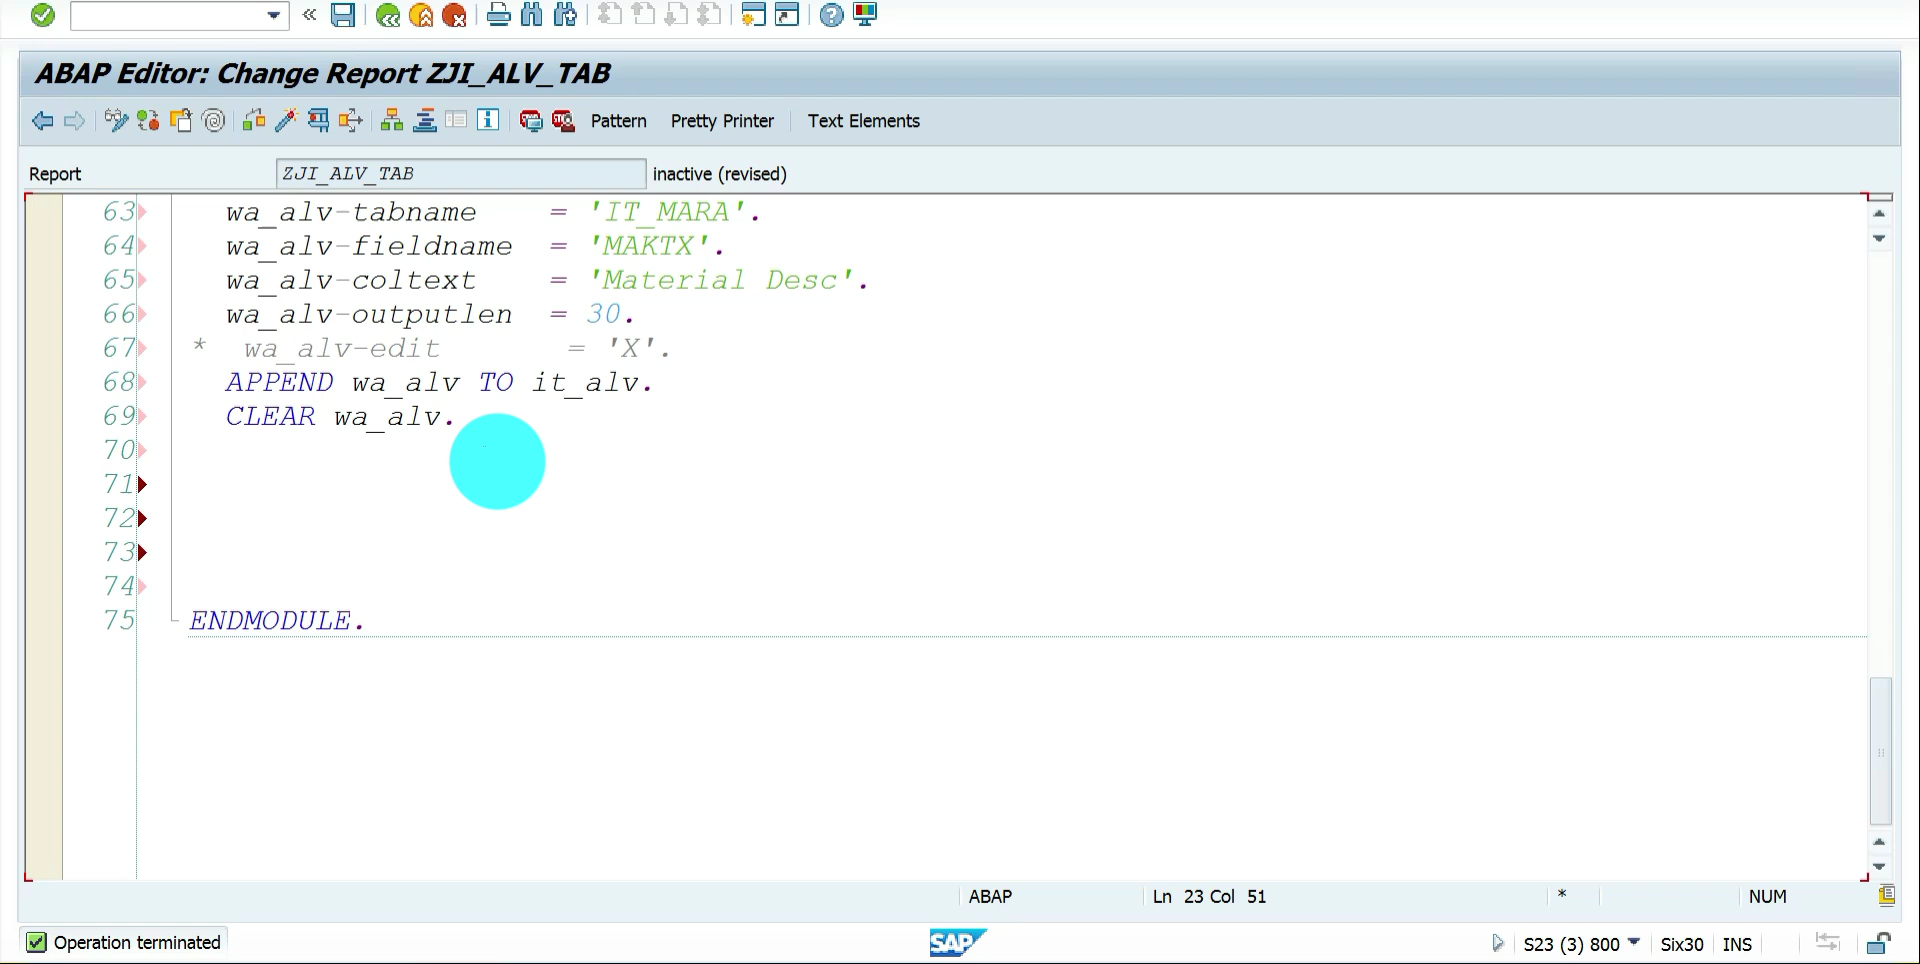 ABAP Editor: Change Report ZJI_ALV_TAB
Pattern Pretty Printer Text Elements
Report ZJI_ALV_TAB inactive (revised)
63 wa_alv-tabname = 'IT_MARA'.
64 wa_alv-fieldname = 'MAKTX'.
65 wa_alv-coltext = 'Material Desc'.
66 wa_alv-outputlen = 30.
67 * wa_alv-edit = 'X'.
68 APPEND wa_alv TO it_alv.
69 CLEAR wa_alv.
70
71
72
73
74
75 ENDMODULE.
ABAP Ln 23 Col 51 * NUM
Operation terminated SAP S23 (3) 800 Six30 INS